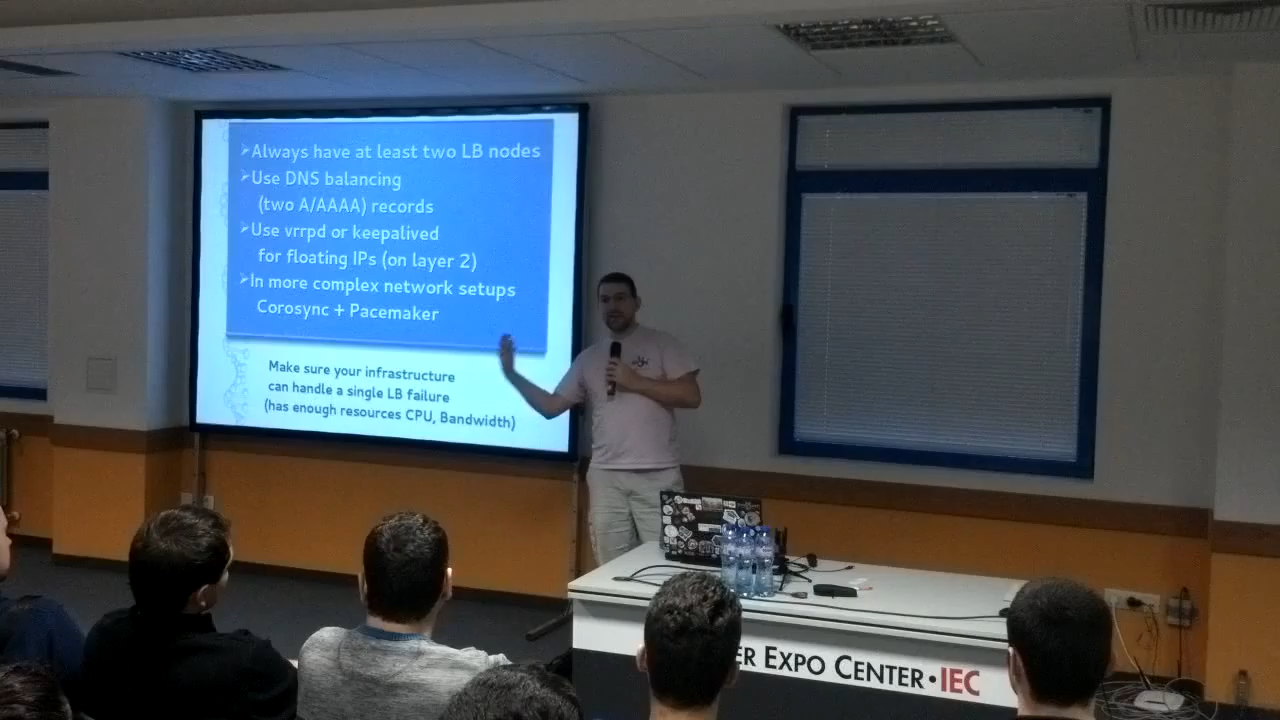 ➢Always have at least two LB nodes
➢Use DNS balancing
(two A/AAAA) records
➢Use vrrpd or keepalived
for floating IPs (on layer 2)
➢In more complex network setups
Corosync + Pacemaker
Make sure your infrastructure
can handle a single LB failure
(has enough resources CPU, Bandwidth)
ER EXPO CENTER • IEC